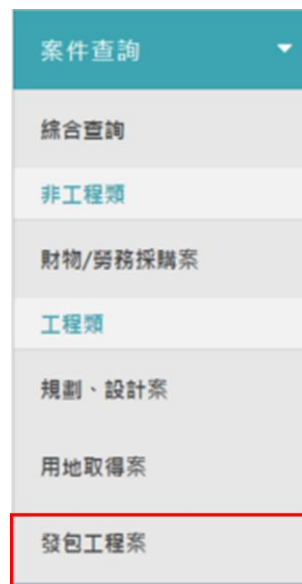 案件查詢
綜合查詢
非工程類
財物/勞務採購案
工程類
規劃、設計案
用地取得案
發包工程案